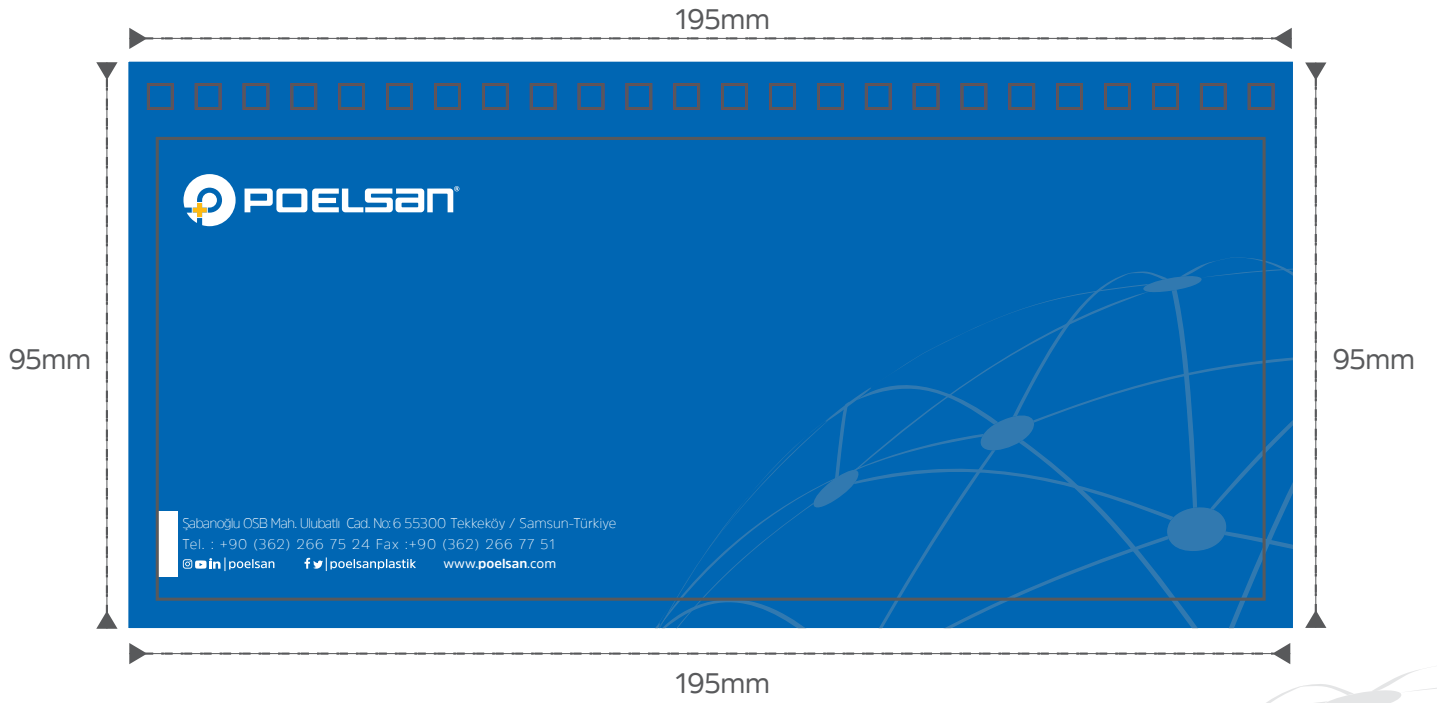 195mm
95mm
95mm
POELSAN®
Şabanoğlu OSB Mah. Ulubatlı Cad. No: 6 55300 Tekkeköy / Samsun-Türkiye
Tel. : +90 (362) 266 75 24 Fax :+90 (362) 266 77 51
in|poelsan f |poelsanplastik www.poelsan.com
195mm